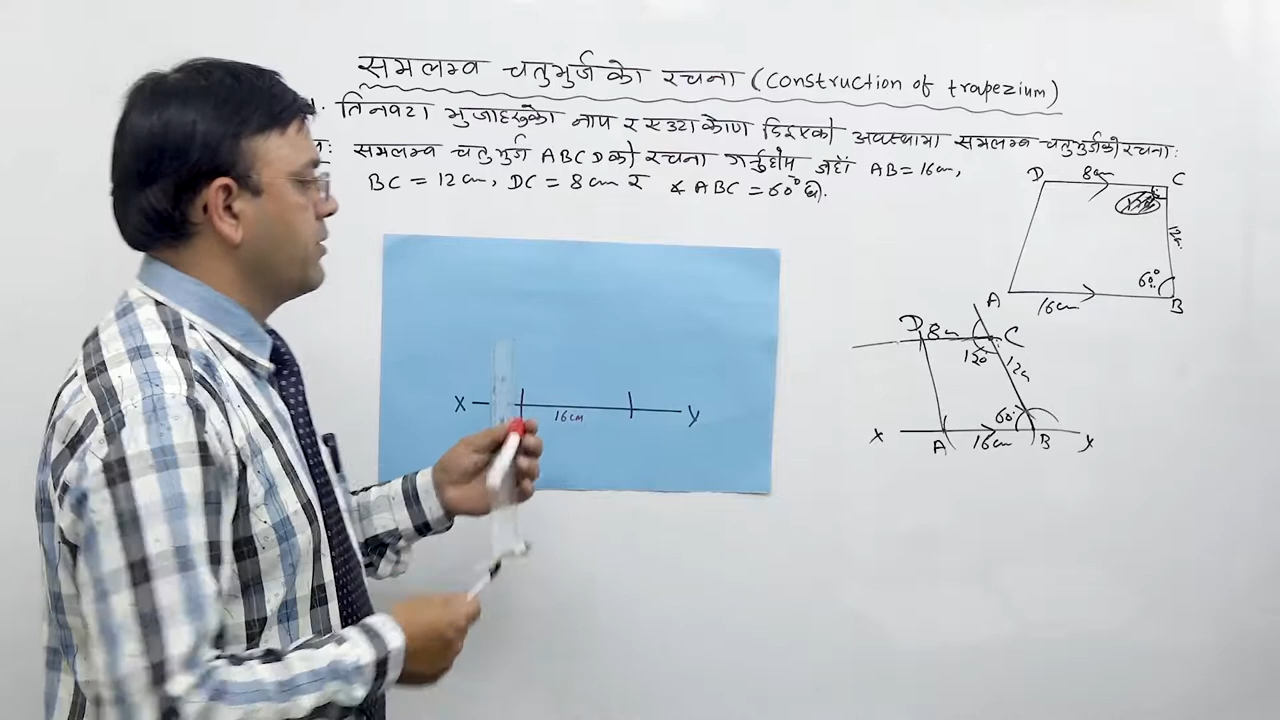 समलम्ब चतुर्भुजको रचना (Construction of trapezium)
तिनवटा भुजाहरुको नाप र एउटा कोण दिइएको अवस्थामा समलम्ब चतुर्भुजको रचना:
समलम्ब चतुर्भुज ABCD को रचना गर्नुहोस् जहाँ AB = 16cm,
BC = 12cm, DC = 8cm र ∠ABC = 60° छ।
D 8cm C
60°
A 16cm B
D 8cm C
120° 12cm
60°
X A 16cm B Y
X 16cm Y